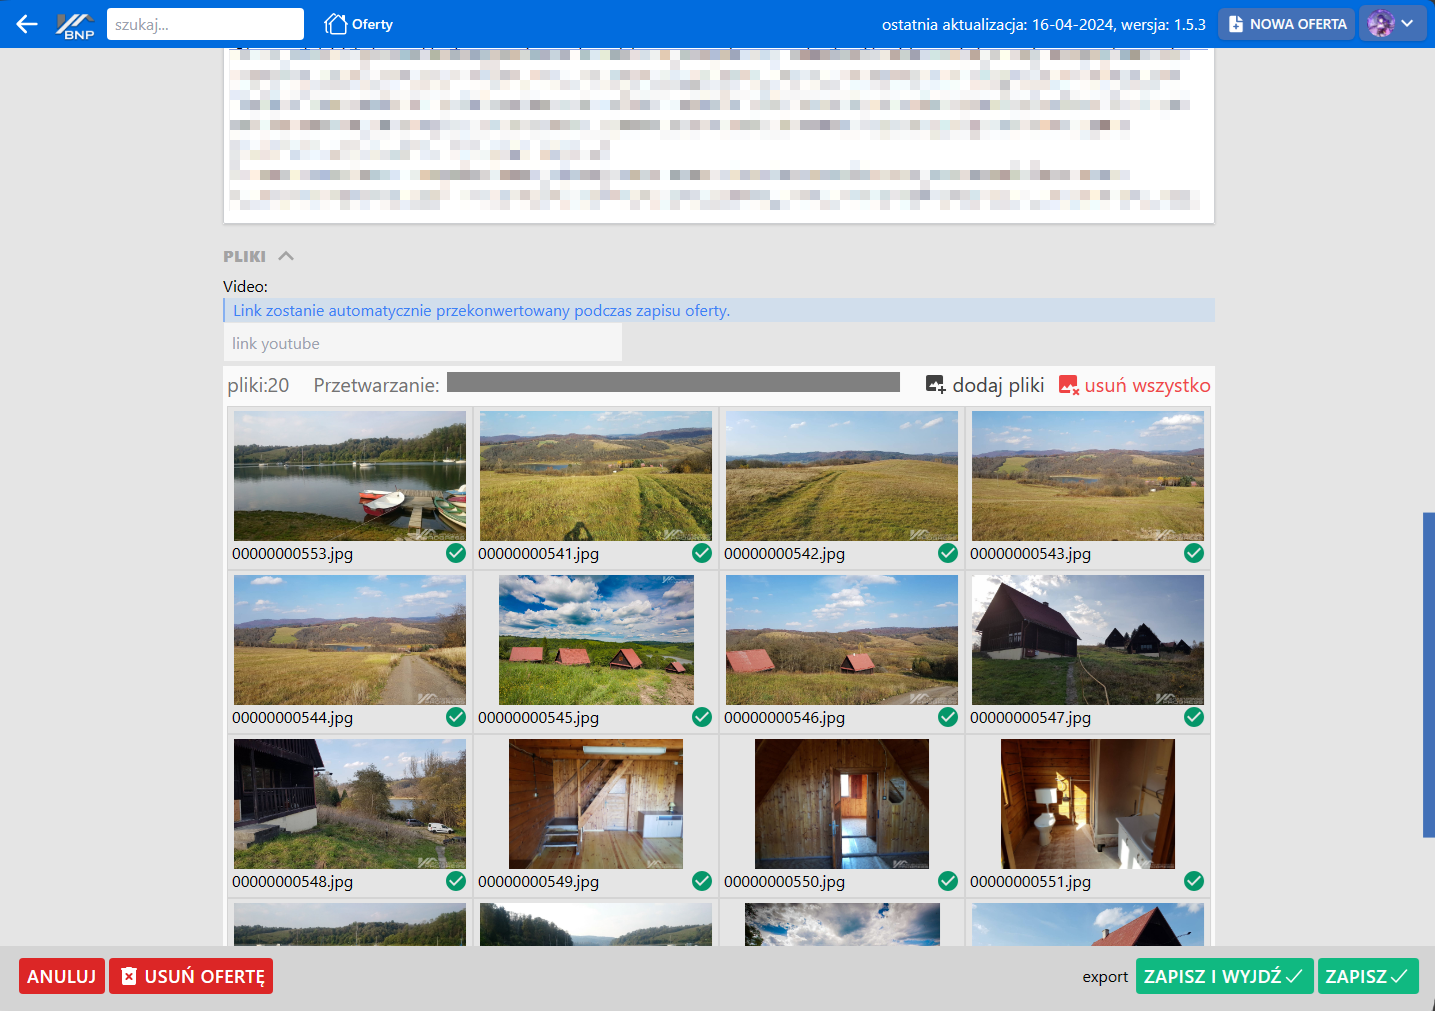 BNP
szukaj...
Oferty
ostatnia aktualizacja: 16-04-2024, wersja: 1.5.3
NOWA OFERTA
PLIKI
Video:
Link zostanie automatycznie przekonwertowany podczas zapisu oferty.
link youtube
pliki:20
Przetwarzanie:
dodaj pliki
usuń wszystko
00000000553.jpg
00000000541.jpg
00000000542.jpg
00000000543.jpg
00000000544.jpg
00000000545.jpg
00000000546.jpg
00000000547.jpg
00000000548.jpg
00000000549.jpg
00000000550.jpg
00000000551.jpg
ANULUJ
USUŃ OFERTĘ
export
ZAPISZ I WYJDŹ
ZAPISZ